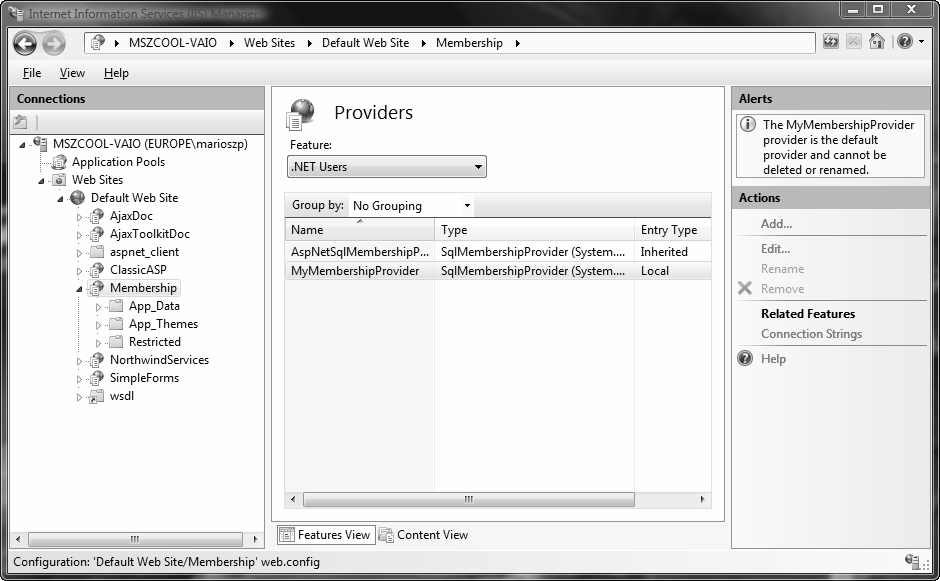 Internet Information Services (IIS) Manager
MSZCOOL-VAIO Web Sites Default Web Site Membership
File View Help
Connections
MSZCOOL-VAIO (EUROPE\marioszp)
Application Pools
Web Sites
Default Web Site
AjaxDoc
AjaxToolkitDoc
aspnet_client
ClassicASP
Membership
App_Data
App_Themes
Restricted
NorthwindServices
SimpleForms
wsdl
Providers
Feature:
.NET Users
Group by: No Grouping
Name Type Entry Type
AspNetSqlMembershipP... SqlMembershipProvider (System.... Inherited
MyMembershipProvider SqlMembershipProvider (System.... Local
Features View Content View
Alerts
The MyMembershipProvider
provider is the default
provider and cannot be
deleted or renamed.
Actions
Add...
Edit...
Rename
Remove
Related Features
Connection Strings
Help
Configuration: 'Default Web Site/Membership' web.config